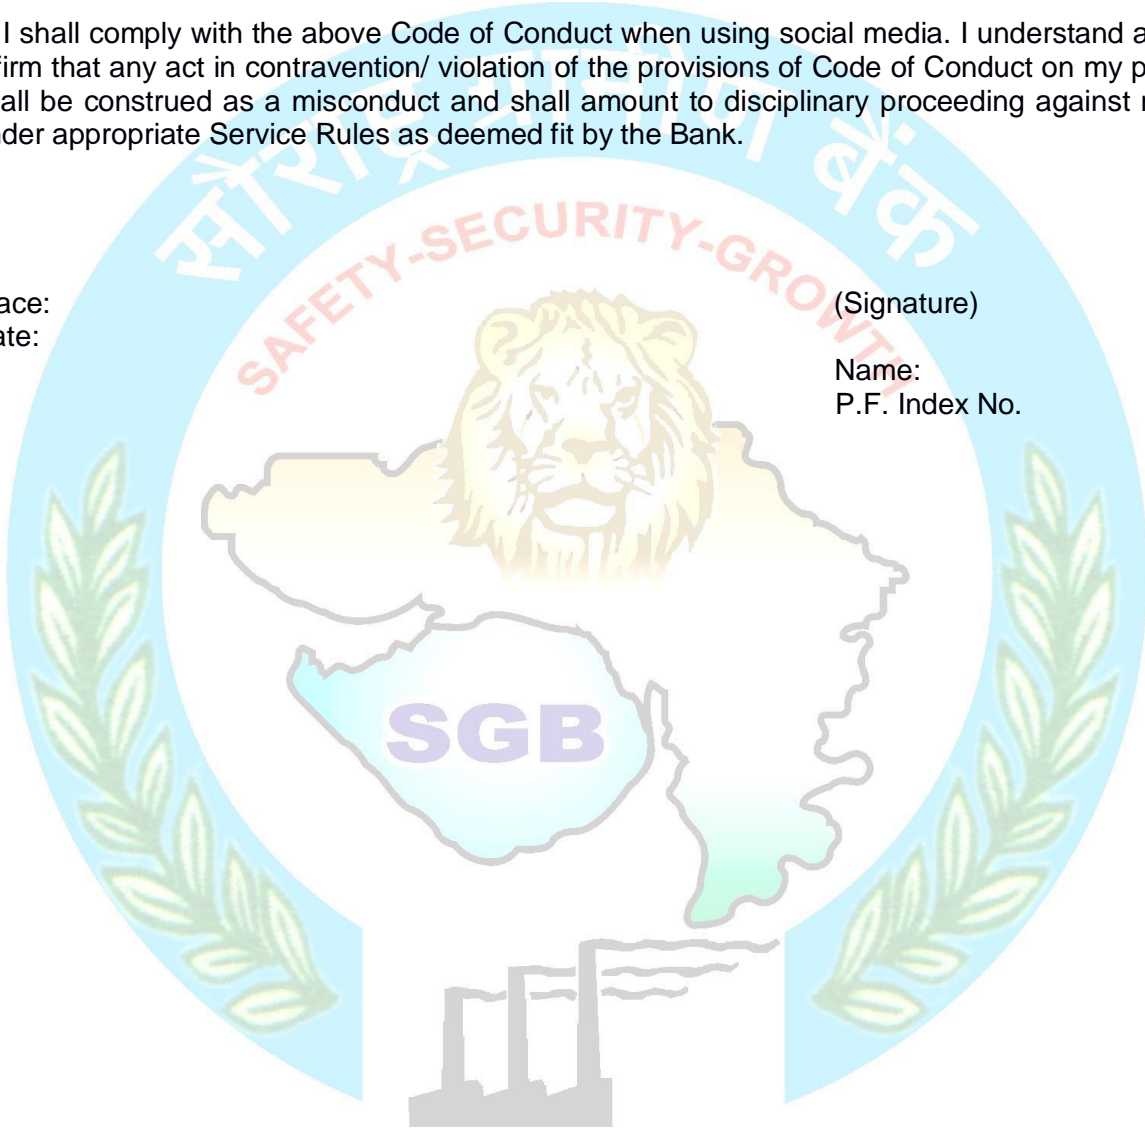 I shall comply with the above Code of Conduct when using social media. I understand a
firm that any act in contravention/ violation of the provisions of Code of Conduct on my p
all be construed as a misconduct and shall amount to disciplinary proceeding against
nder appropriate Service Rules as deemed fit by the Bank.
सौराष्ट्र ग्रामीण बैंक
SAFETY-SECURITY-GROWTH
ace: (Signature)
ate:
Name:
P.F. Index No.
SGB